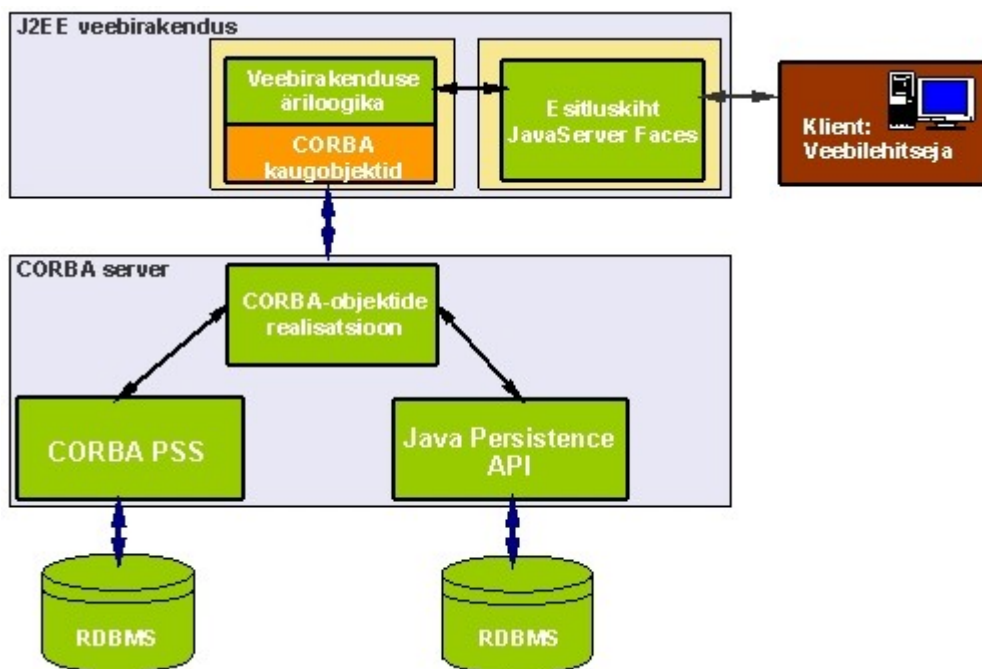 J2EE veebirakendus
Veebirakenduse
äriloogika
CORBA
kaugobjektid
Esitluskiht
JavaServer Faces
Klient:
Veebilehitseja
CORBA server
CORBA-objektide
realisatsioon
CORBA PSS
Java Persistence
API
RDBMS
RDBMS